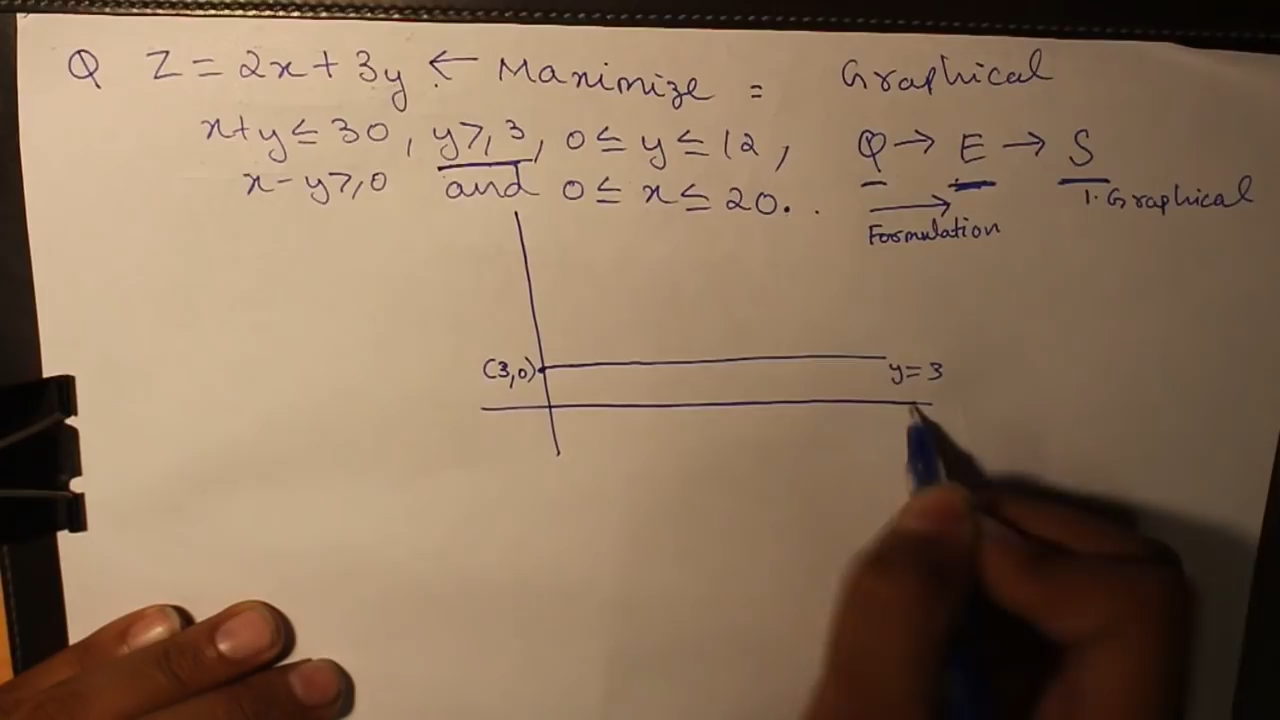 Q Z = 2x + 3y ← Maximize = Graphical
x+y ≤ 30, y ≥, 3, 0 ≤ y ≤ 12, Q → E → S
x-y ≥, 0 and 0 ≤ x ≤ 20. . 1. Graphical
Formulation
(3,0) y = 3